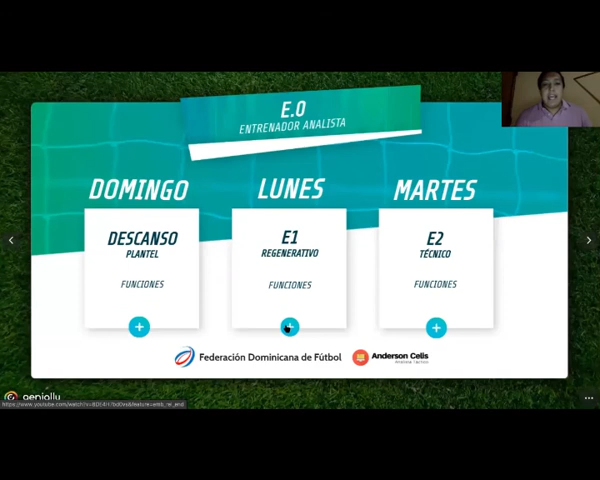 E.0
ENTRENADOR ANALISTA
DOMINGO
LUNES
MARTES
DESCANSO
PLANTEL
FUNCIONES
E1
REGENERATIVO
FUNCIONES
E2
TÉCNICO
FUNCIONES
Federación Dominicana de Fútbol
Anderson Celis
genially